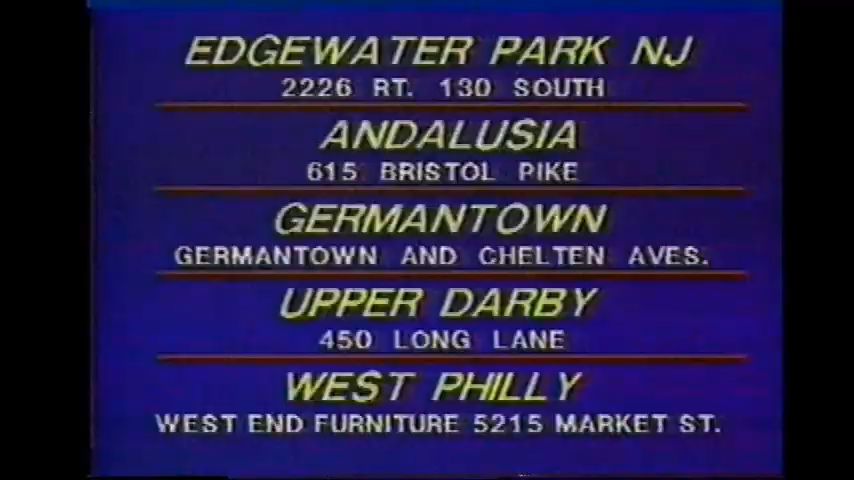 EDGEWATER PARK NJ
2226 RT. 130 SOUTH
ANDALUSIA
615 BRISTOL PIKE
GERMANTOWN
GERMANTOWN AND CHELTEN AVES.
UPPER DARBY
450 LONG LANE
WEST PHILLY
WEST END FURNITURE 5215 MARKET ST.